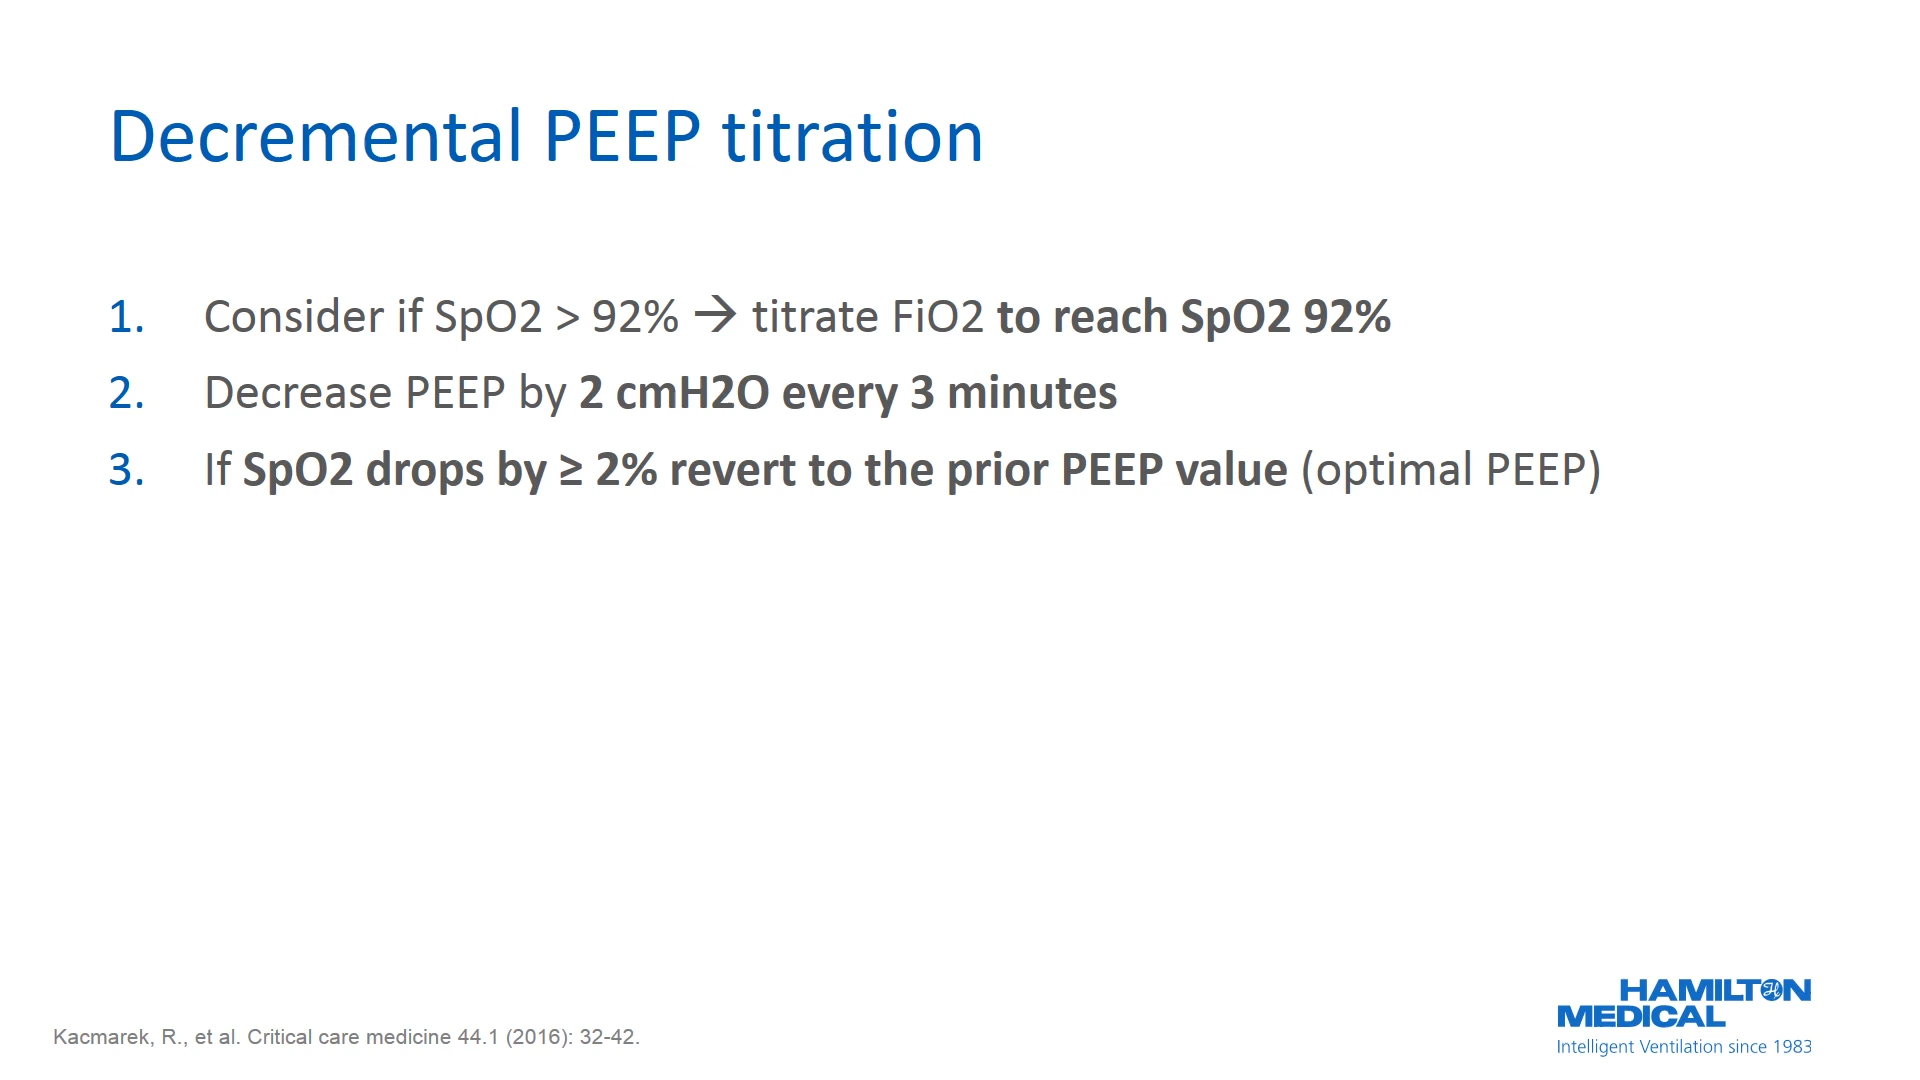 Decremental PEEP titration
1. Consider if SpO2 > 92% → titrate FiO2 to reach SpO2 92%
2. Decrease PEEP by 2 cmH2O every 3 minutes
3. If SpO2 drops by ≥ 2% revert to the prior PEEP value (optimal PEEP)
Kacmarek, R., et al. Critical care medicine 44.1 (2016): 32-42.
HAMILTON
MEDICAL
Intelligent Ventilation since 1983